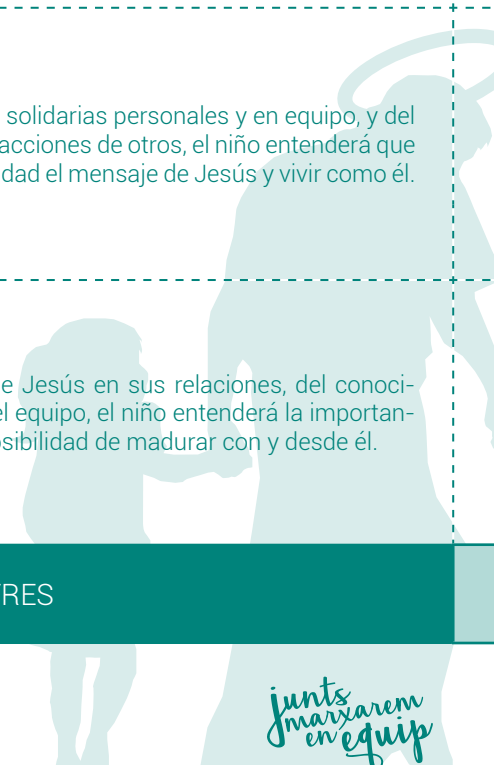 solidarias personales y en equipo, y del
acciones de otros, el niño entenderá que
dad el mensaje de Jesús y vivir como él.
e Jesús en sus relaciones, del conoci-
el equipo, el niño entenderá la importan-
osibilidad de madurar con y desde él.
TRES
junts
marxarem
en equip